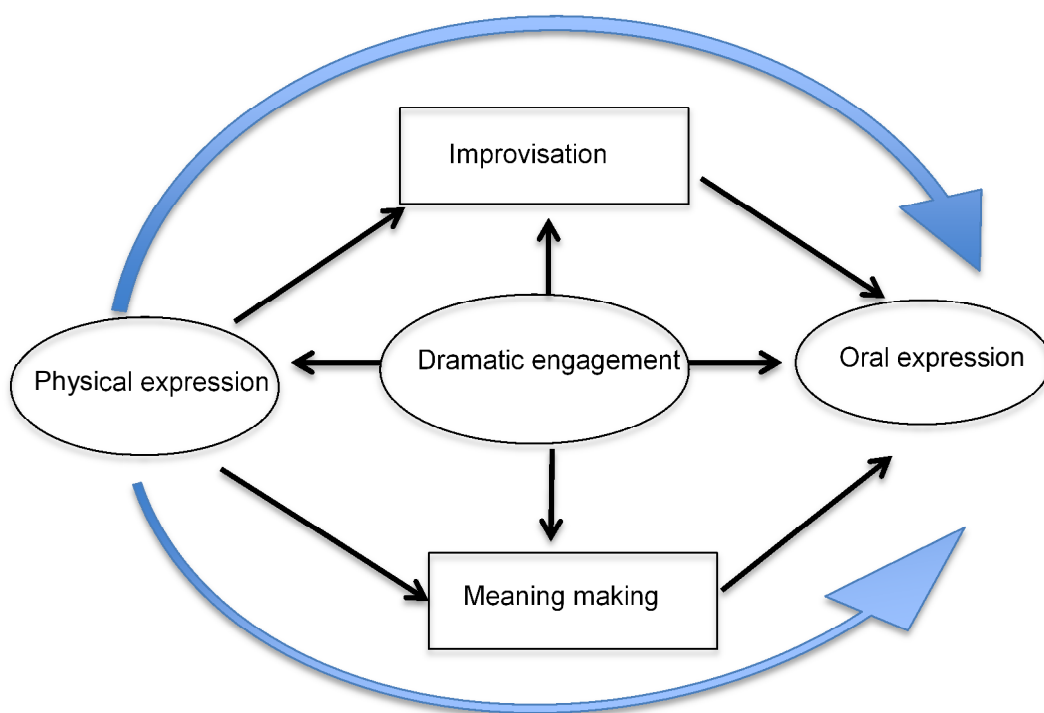 Improvisation
Dramatic engagement
Oral expression
Physical expression
Meaning making